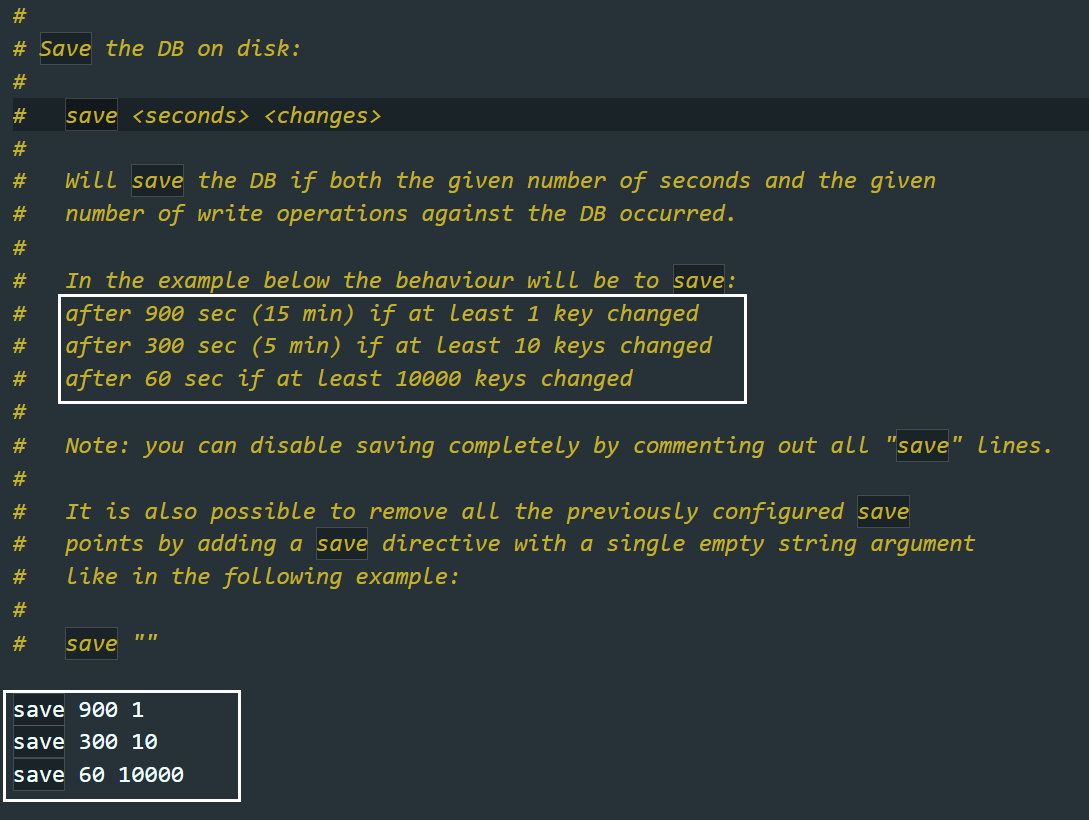 #
# Save the DB on disk:
#
#   save <seconds> <changes>
#
#   Will save the DB if both the given number of seconds and the given
#   number of write operations against the DB occurred.
#
#   In the example below the behaviour will be to save:
#   after 900 sec (15 min) if at least 1 key changed
#   after 300 sec (5 min) if at least 10 keys changed
#   after 60 sec if at least 10000 keys changed
#
#   Note: you can disable saving completely by commenting out all "save" lines.
#
#   It is also possible to remove all the previously configured save
#   points by adding a save directive with a single empty string argument
#   like in the following example:
#
#   save ""
save 900 1
save 300 10
save 60 10000